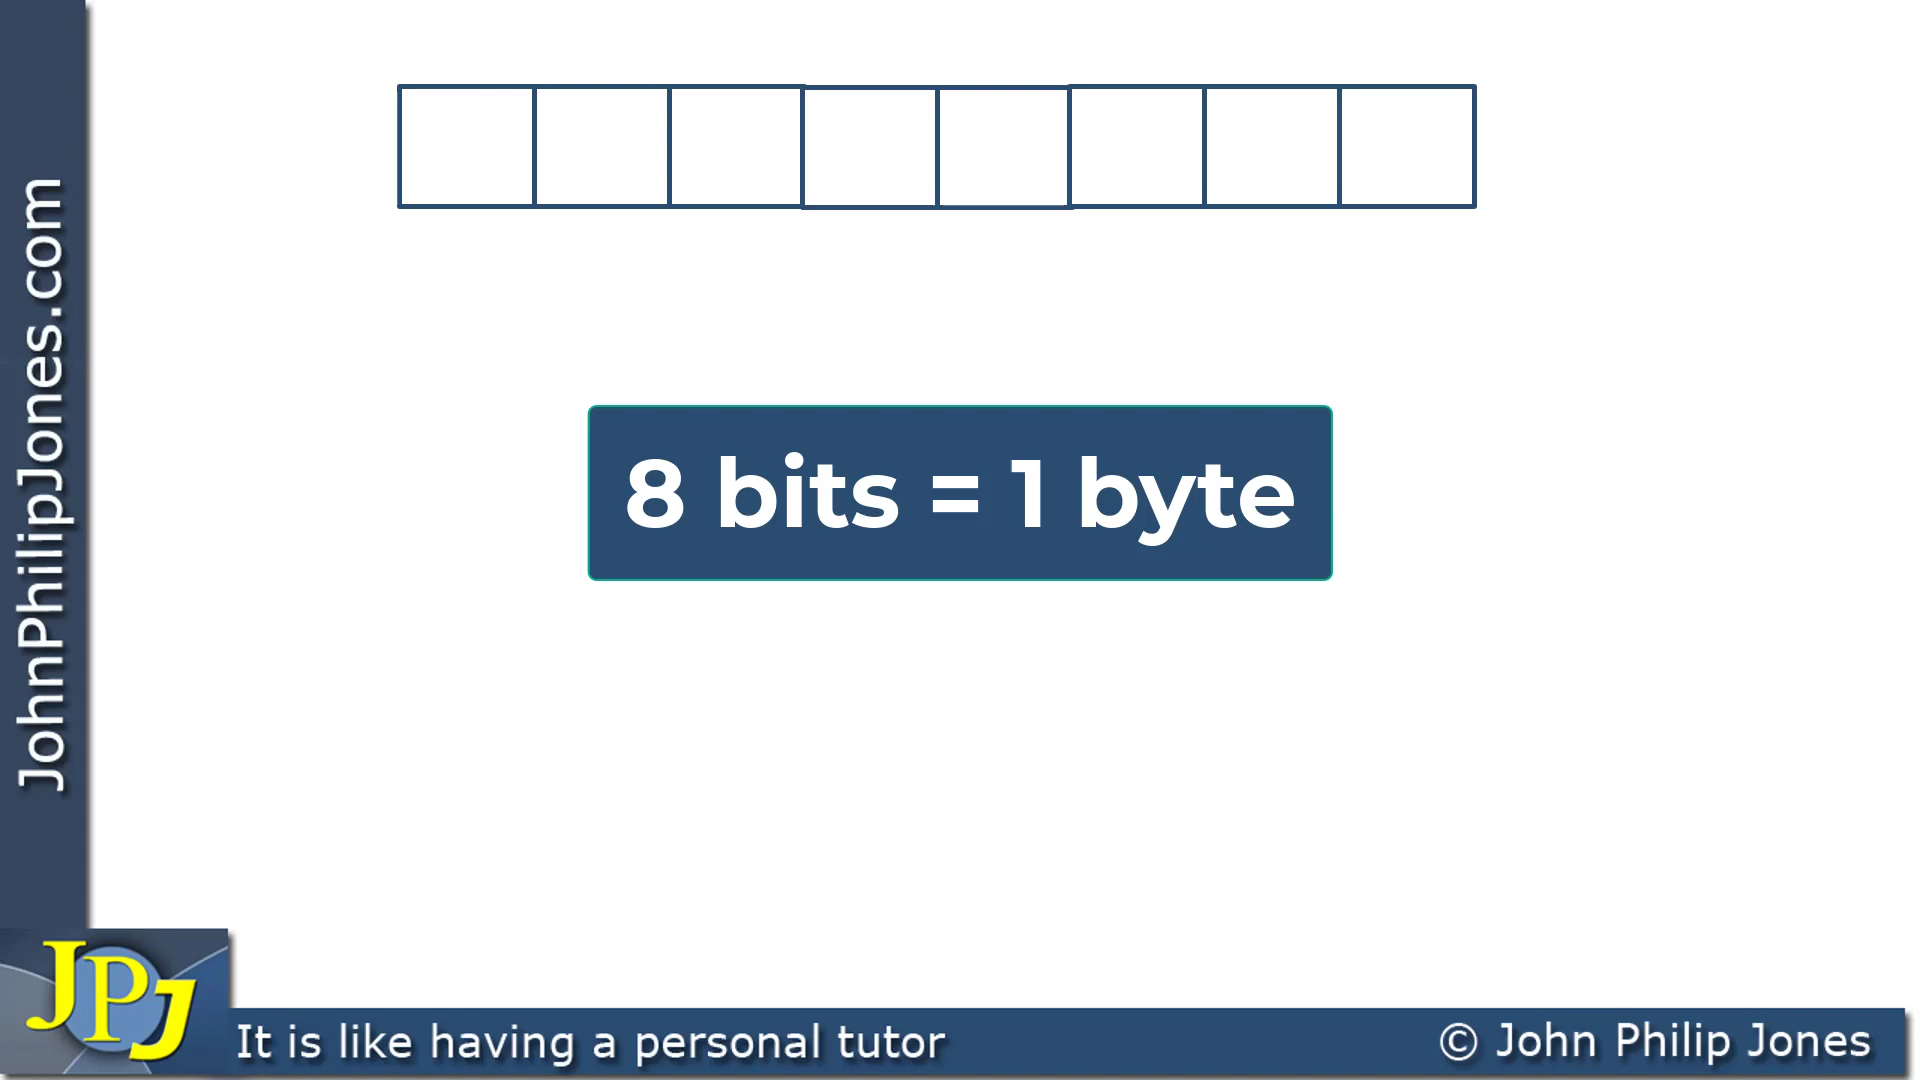 8 bits = 1 byte
JohnPhilipJones.com
JPJ
It is like having a personal tutor
© John Philip Jones